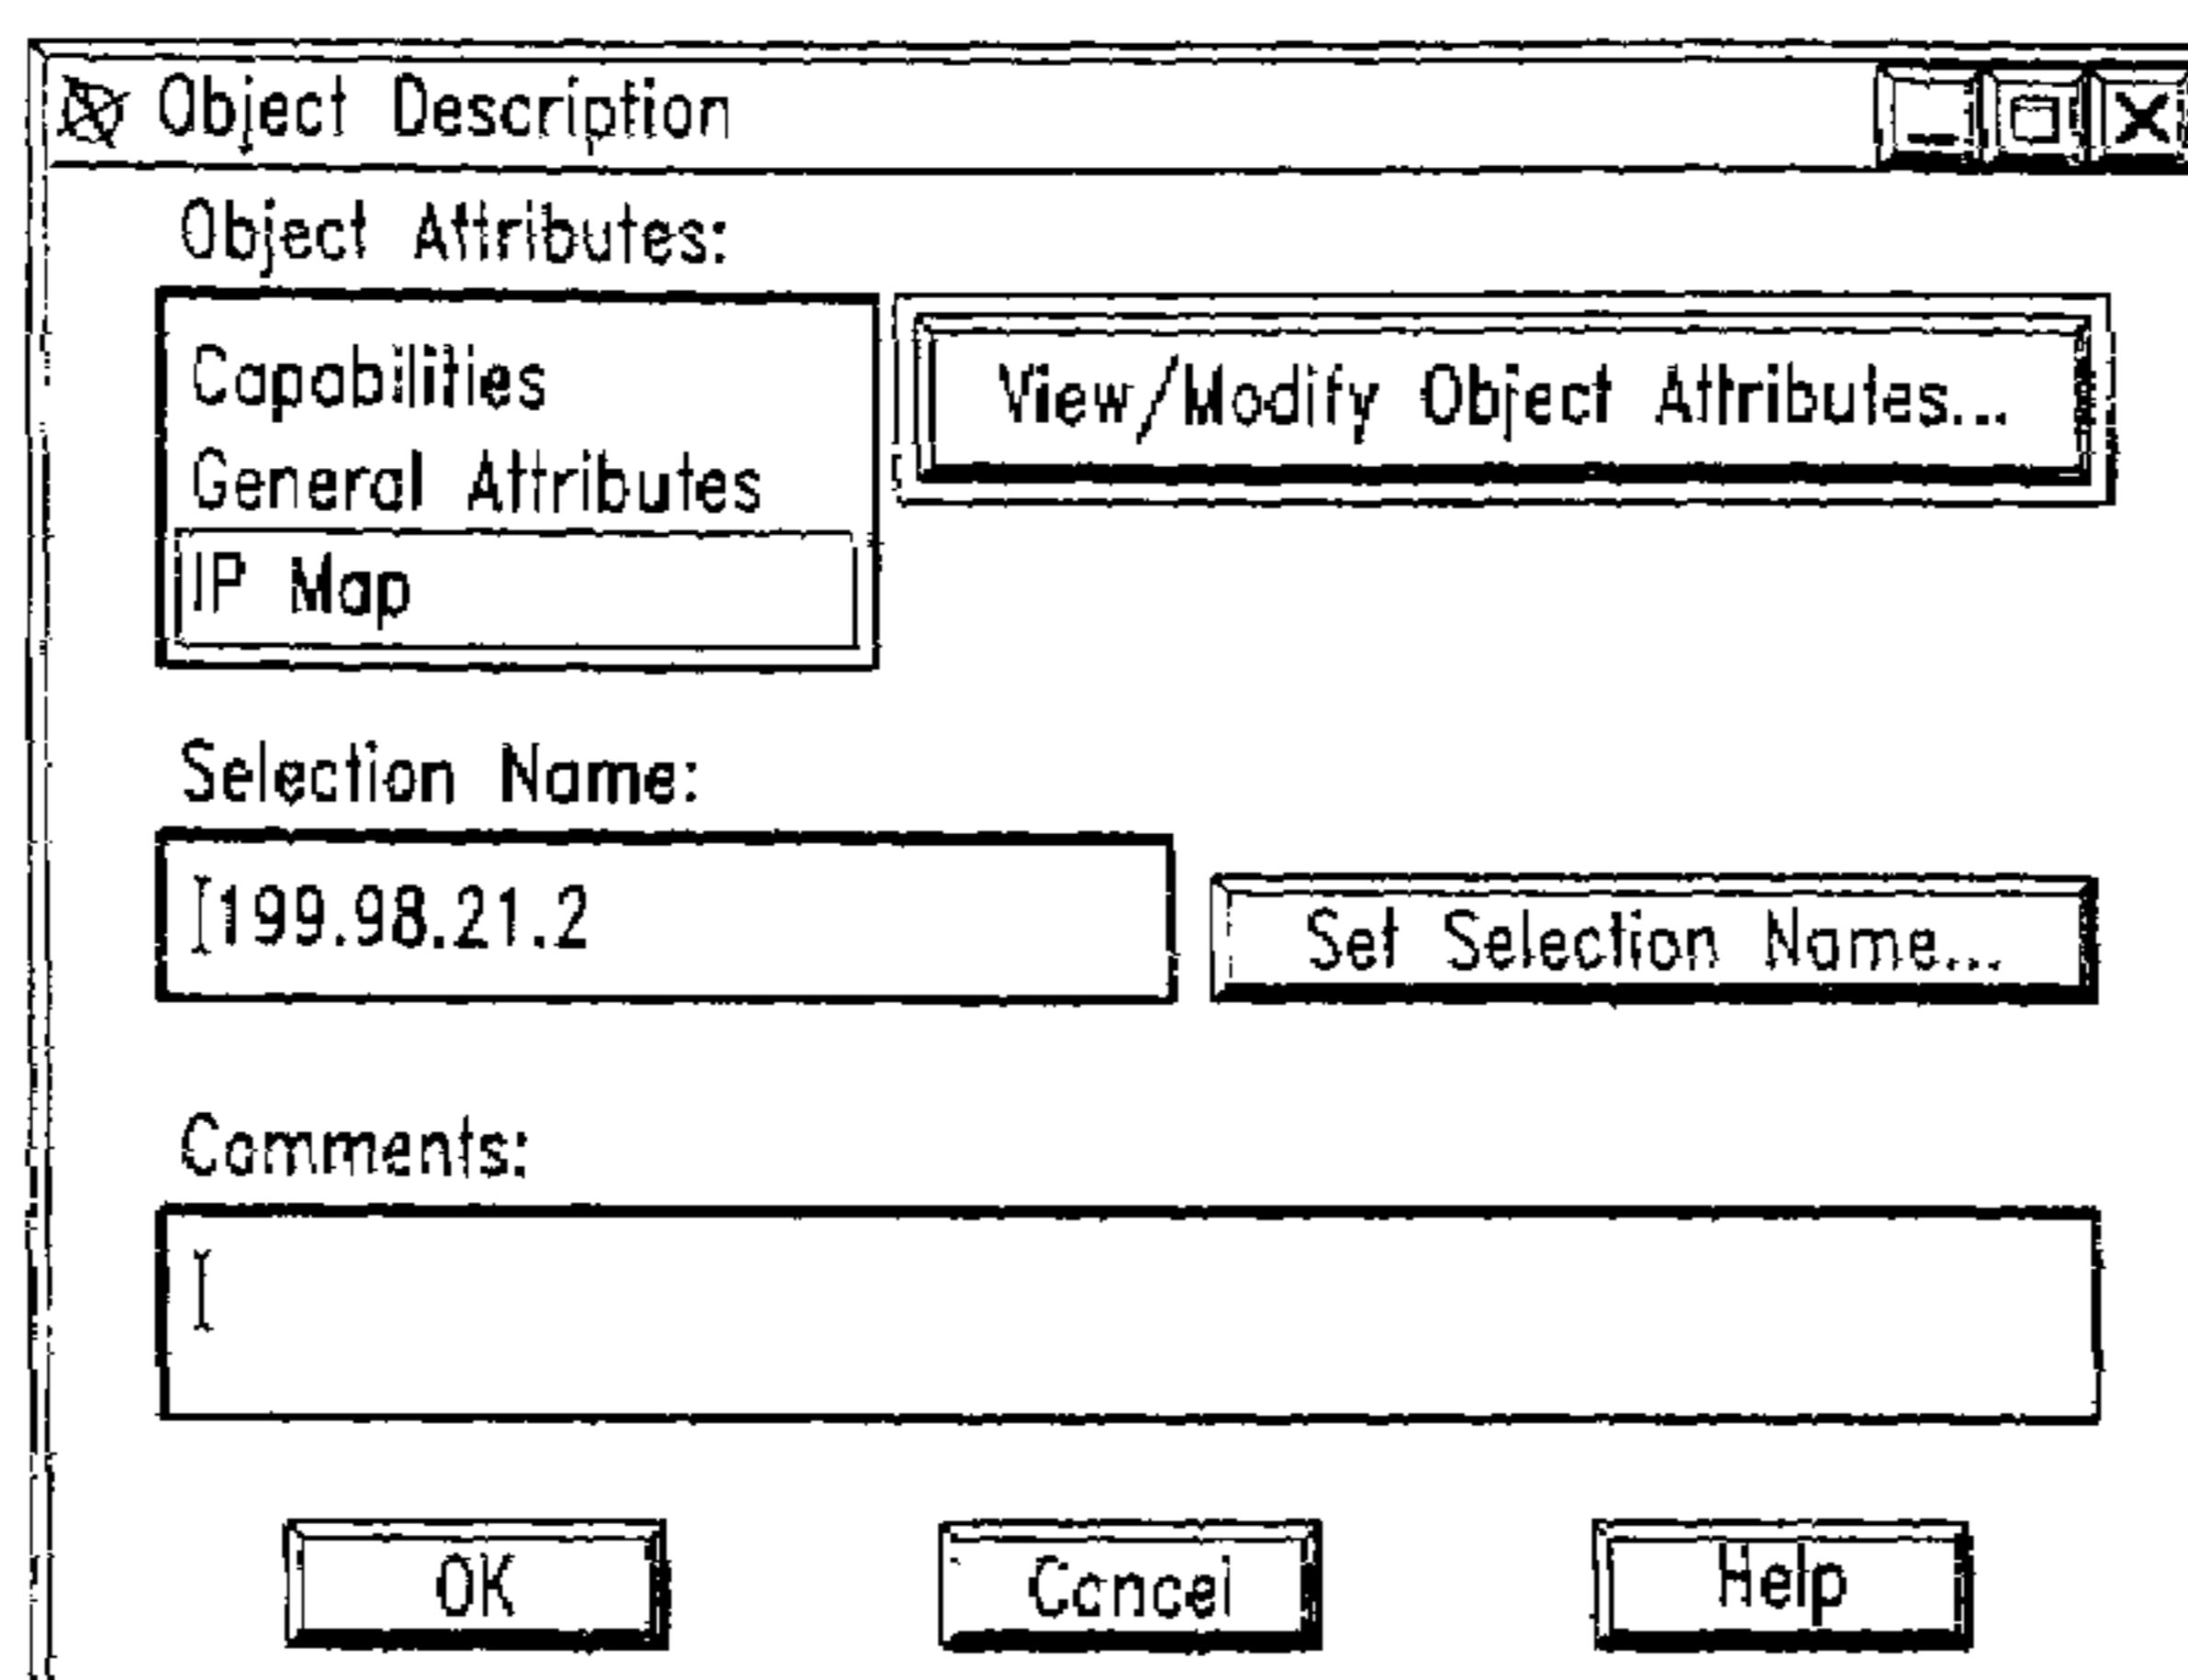 Object Description
Object Attributes:
Capabilities
General Attributes
IP Map
View/Modify Object Attributes...
Selection Name:
199.98.21.2
Set Selection Name...
Comments:
OK
Cancel
Help